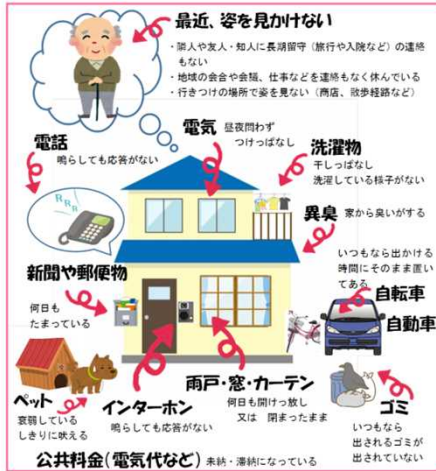 最近、姿を見かけない
・隣人や友人・知人に長期留守（旅行や入院など）の連絡
もない
・地域の会合や会議、仕事などを連絡もなく休んでいる
・行きつけの場所で姿を見ない（商店、散歩経路など）
電話
鳴らしても応答がない
RRR
電気
昼夜問わず
つけっぱなし
洗濯物
干しっぱなし
洗濯している様子がない
異臭
家から臭いがする
新聞や郵便物
何日も
たまっている
いつもなら出かける
時間にそのまま置い
てある
自転車
自動車
ペット
衰弱している
しきりに吠える
インターホン
鳴らしても応答がない
雨戸・窓・カーテン
何日も開けっ放し
又は 閉まったまま
ゴミ
いつもなら
出されるゴミが
出されていない
公共料金（電気代など）
未納・滞納になっている